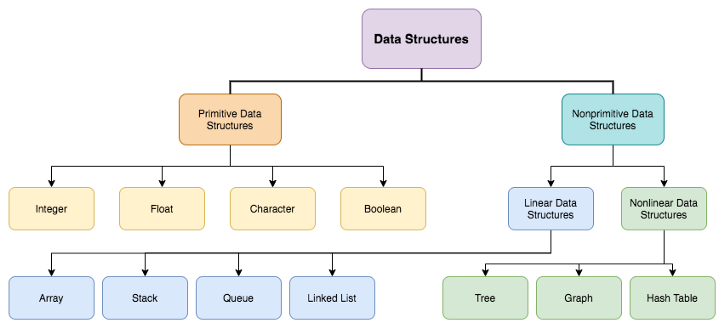 Data Structures
Primitive Data
Structures
Nonprimitive Data
Structures
Integer
Float
Character
Boolean
Linear Data
Structures
Nonlinear Data
Structures
Array
Stack
Queue
Linked List
Tree
Graph
Hash Table